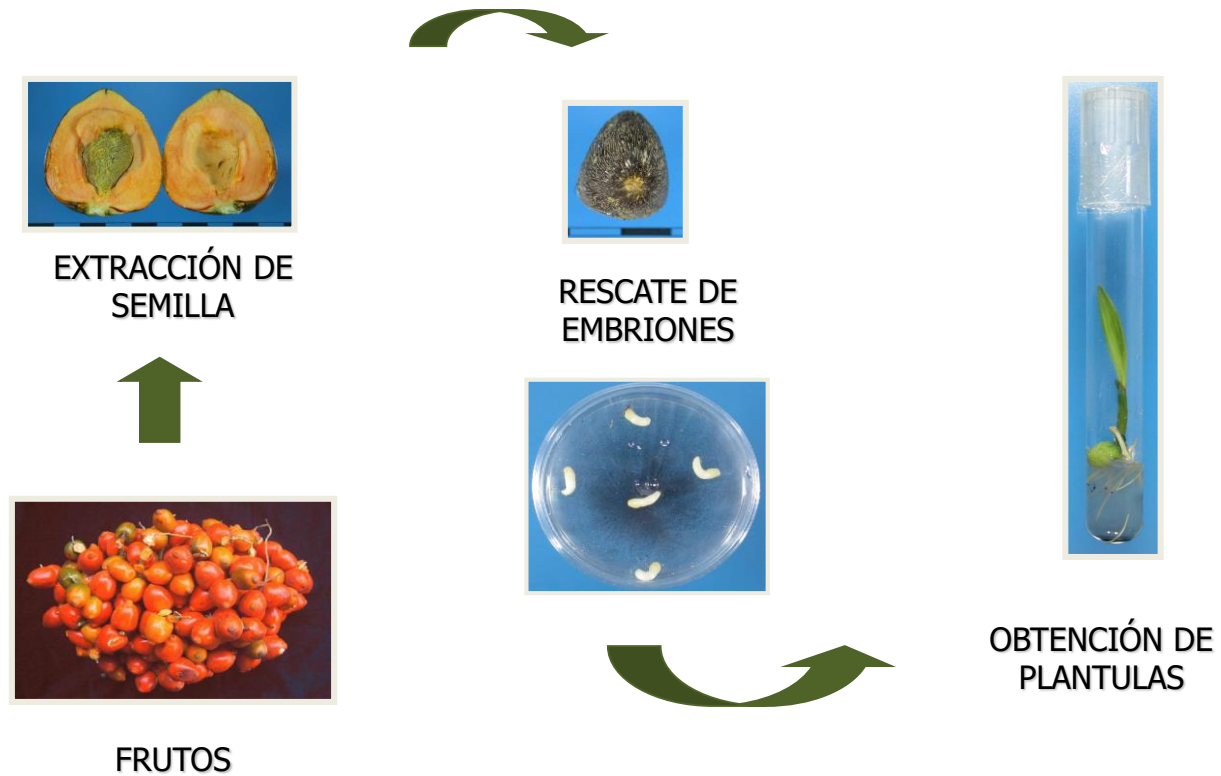 EXTRACCIÓN DE
SEMILLA
RESCATE DE
EMBRIONES
OBTENCIÓN DE
PLANTULAS
FRUTOS